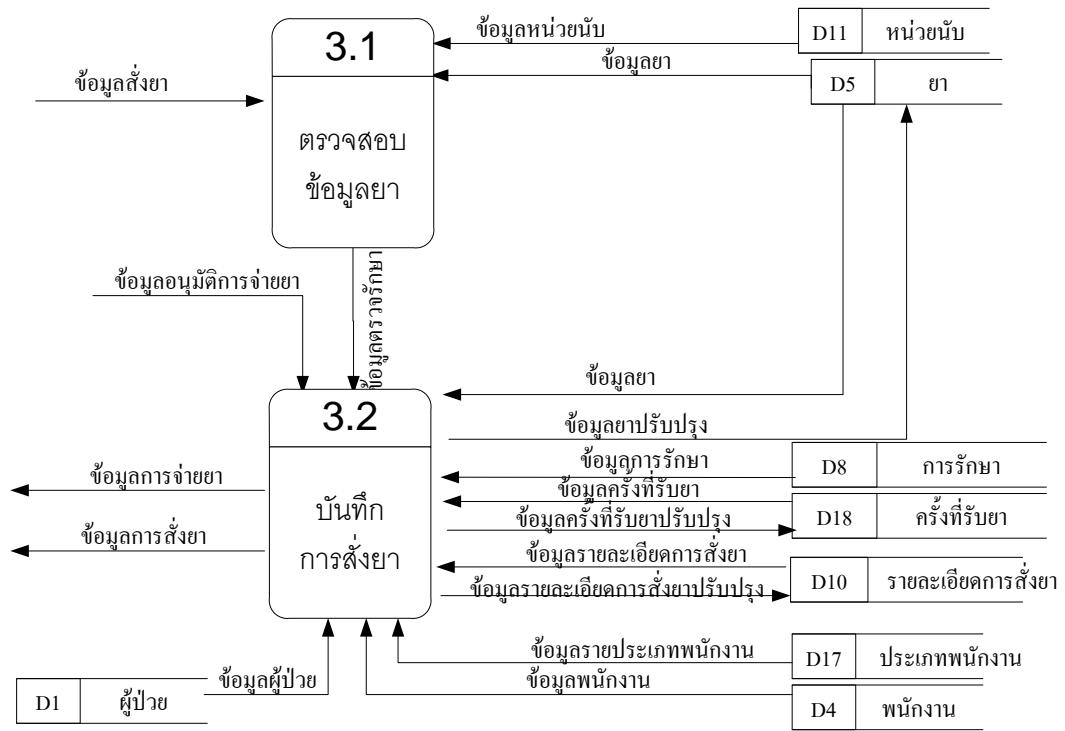 3.1
ตรวจสอบ
ข้อมูลยา
ข้อมูลสั่งยา
ข้อมูลหน่วยนับ
D11 หน่วยนับ
ข้อมูลยา
D5 ยา
ข้อมูลตรวจรักษา
ข้อมูลอนุมัติการจ่ายยา
3.2
บันทึก
การสั่งยา
ข้อมูลยา
ข้อมูลยาปรับปรุง
ข้อมูลการรักษา
D8 การรักษา
ข้อมูลครั้งที่รับยา
ข้อมูลครั้งที่รับยาปรับปรุง
D18 ครั้งที่รับยา
ข้อมูลรายละเอียดการสั่งยา
ข้อมูลรายละเอียดการสั่งยาปรับปรุง
D10 รายละเอียดการสั่งยา
ข้อมูลการจ่ายยา
ข้อมูลการสั่งยา
ข้อมูลรายประเภทพนักงาน
D17 ประเภทพนักงาน
ข้อมูลพนักงาน
D4 พนักงาน
ข้อมูลผู้ป่วย
D1 ผู้ป่วย